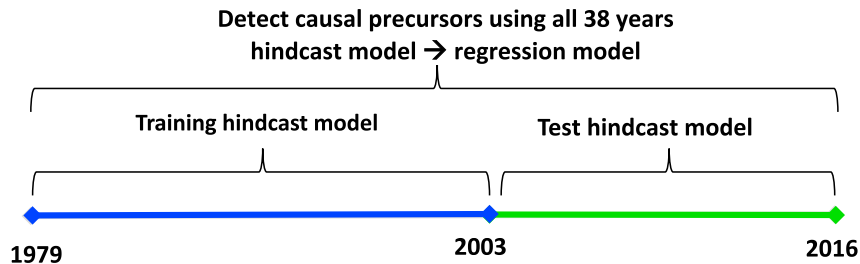 Detect causal precursors using all 38 years
hindcast model → regression model
Training hindcast model
Test hindcast model
1979
2003
2016